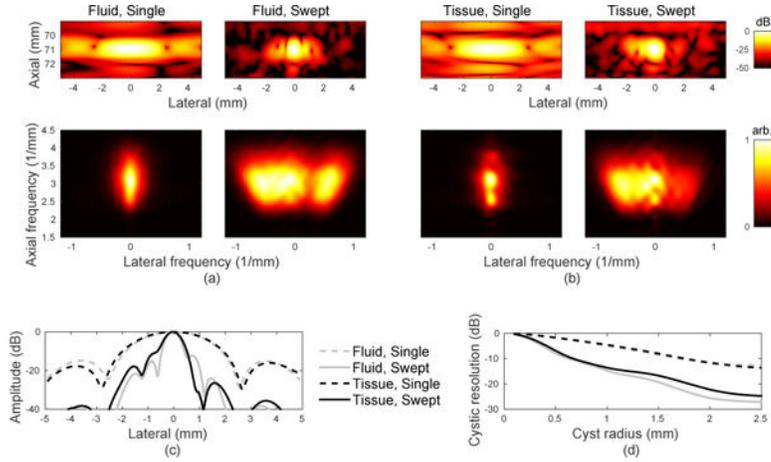 Fluid, Single
Fluid, Swept
Axial (mm)
70
71
72
-4 -2 0 2 4
-4 -2 0 2 4
Lateral (mm)
Tissue, Single
Tissue, Swept
-4 -2 0 2 4
-4 -2 0 2 4
Lateral (mm)
dB
0
-25
-50
Axial frequency (1/mm)
4.5
4
3.5
3
2.5
2
1.5
-1 0 1
-1 0 1
Lateral frequency (1/mm)
(a)
-1 0 1
-1 0 1
Lateral frequency (1/mm)
(b)
arb.
1
0
Amplitude (dB)
0
-20
-40
-5 -4 -3 -2 -1 0 1 2 3 4 5
Lateral (mm)
(c)
Fluid, Single
Fluid, Swept
Tissue, Single
Tissue, Swept
Cystic resolution (dB)
0
-10
-20
-30
0 0.5 1 1.5 2 2.5
Cyst radius (mm)
(d)